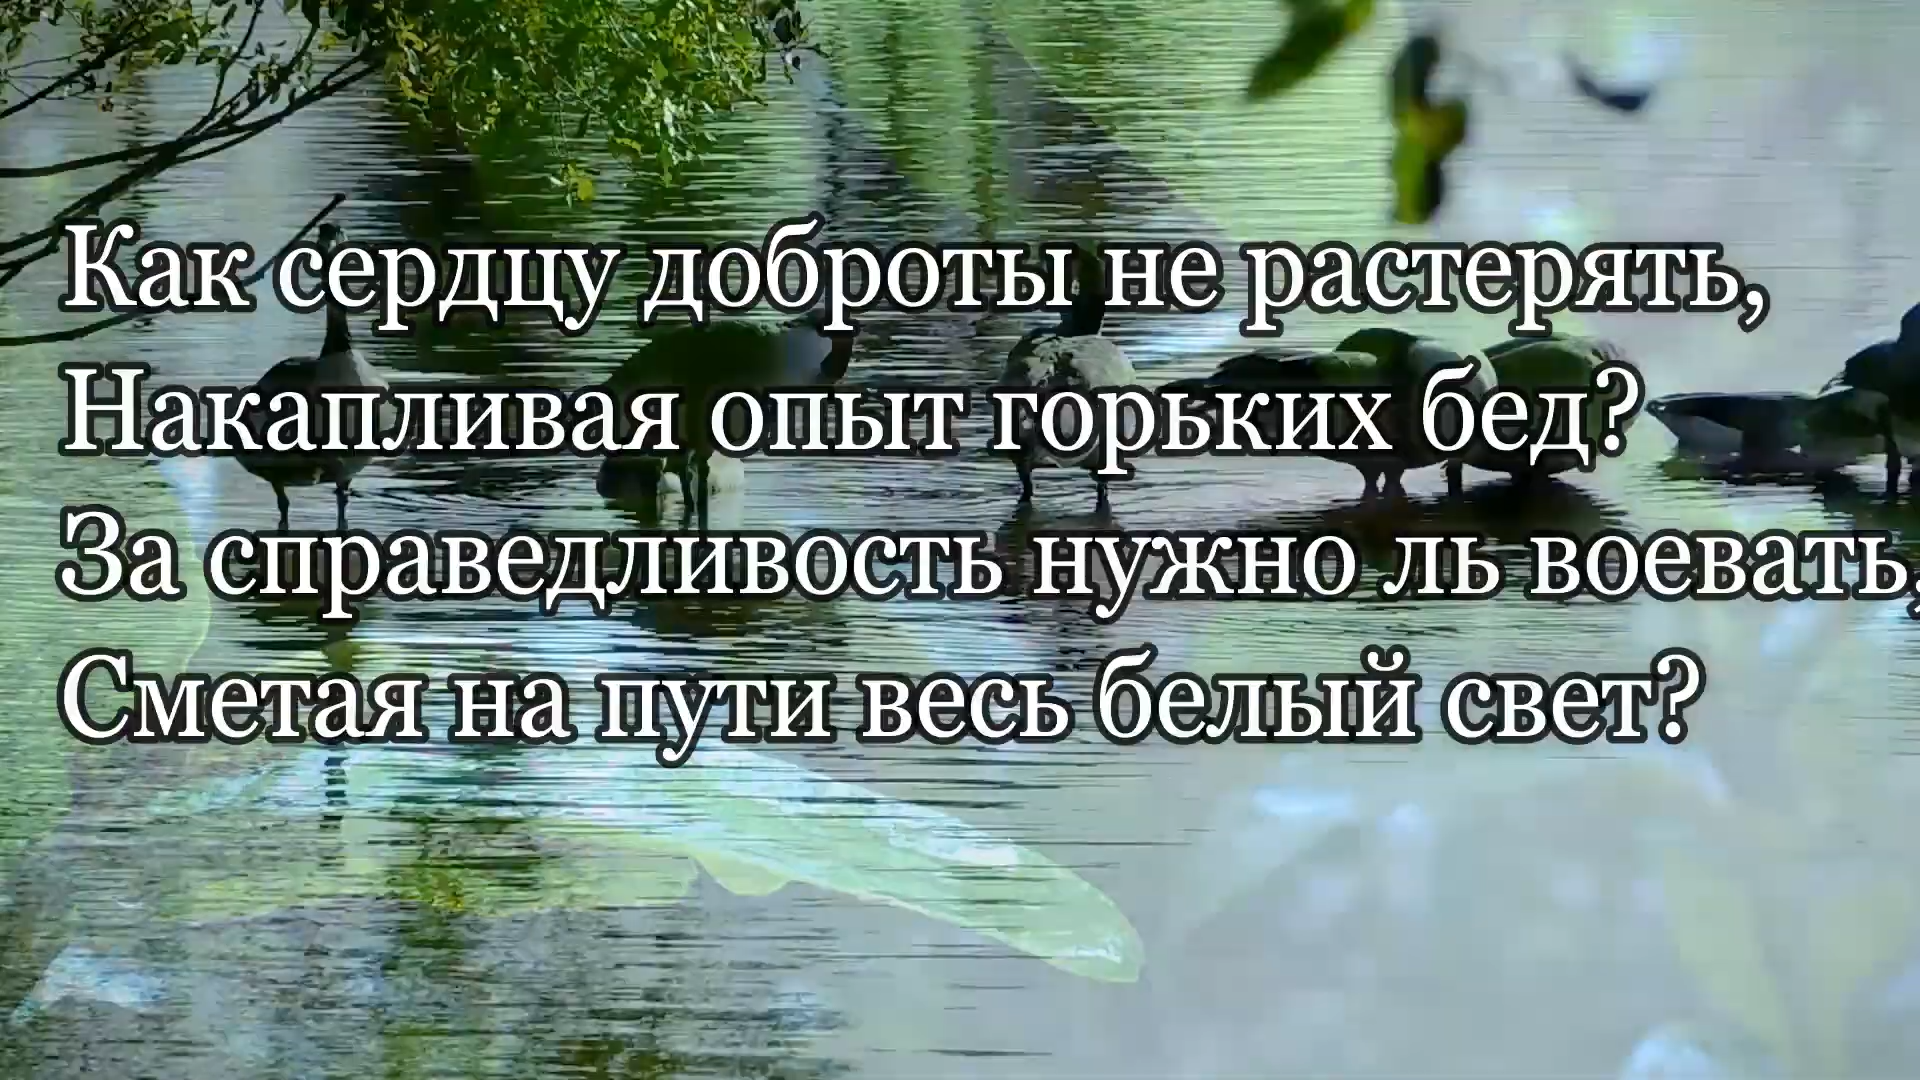 Как сердцу доброты не растерять,
Накапливая опыт горьких бед?
За справедливость нужно ль воевать,
Сметая на пути весь белый свет?